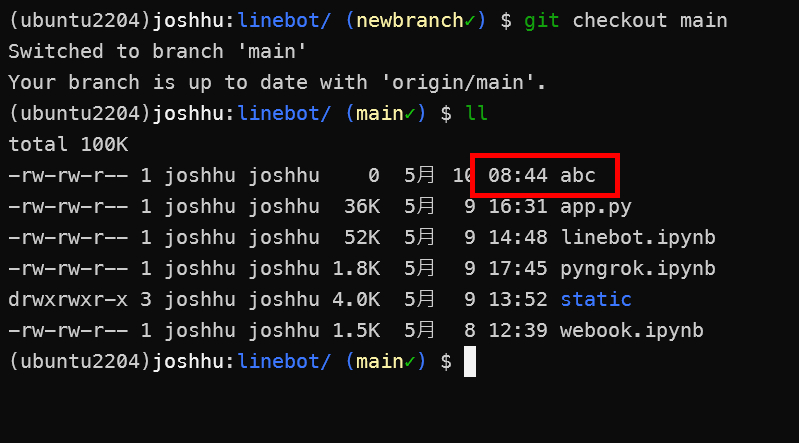 (ubuntu2204)joshhu:linebot/ (newbranch✓) $ git checkout main
Switched to branch 'main'
Your branch is up to date with 'origin/main'.
(ubuntu2204)joshhu:linebot/ (main✓) $ ll
total 100K
-rw-rw-r-- 1 joshhu joshhu    0  5月 10 08:44 abc
-rw-rw-r-- 1 joshhu joshhu  36K  5月  9 16:31 app.py
-rw-rw-r-- 1 joshhu joshhu  52K  5月  9 14:48 linebot.ipynb
-rw-rw-r-- 1 joshhu joshhu 1.8K  5月  9 17:45 pyngrok.ipynb
drwxrwxr-x 3 joshhu joshhu 4.0K  5月  9 13:52 static
-rw-rw-r-- 1 joshhu joshhu 1.5K  5月  8 12:39 webook.ipynb
(ubuntu2204)joshhu:linebot/ (main✓) $